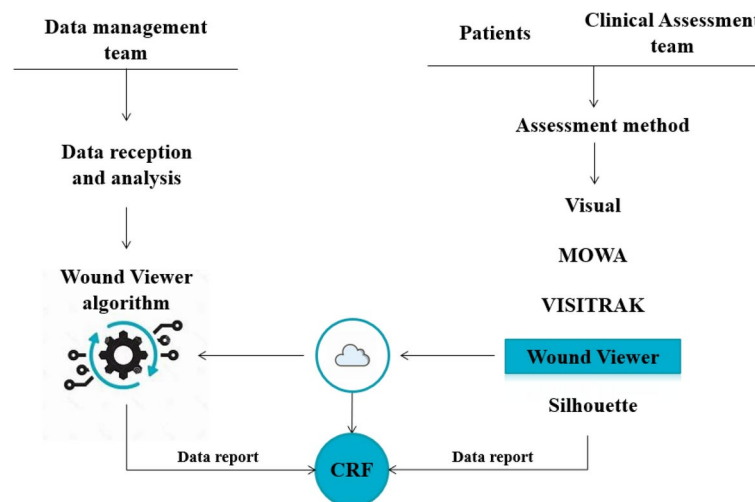 Data management
team
Data reception
and analysis
Wound Viewer
algorithm
Data report
Patients
Clinical Assessment
team
Assessment method
Visual
MOWA
VISITRAK
Wound Viewer
Silhouette
Data report
CRF